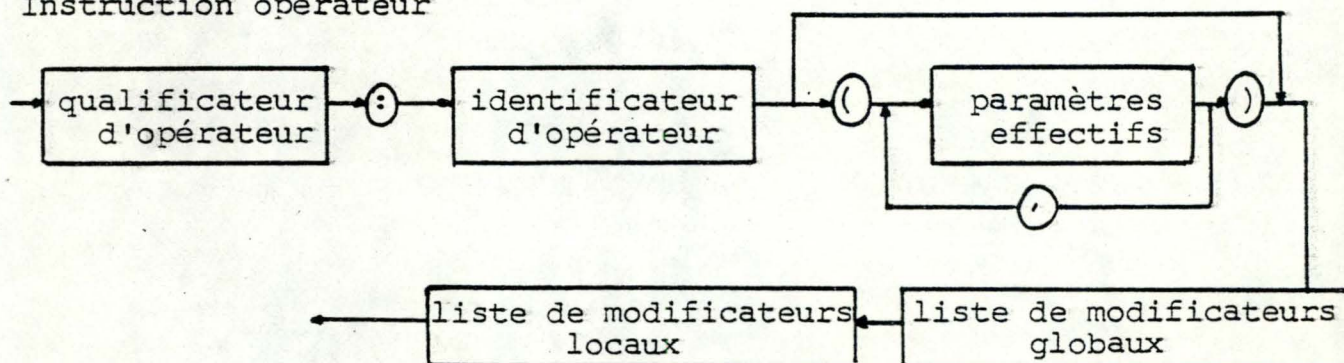 Instruction opérateur
qualificateur
d'opérateur
:
identificateur
d'opérateur
(
paramètres
effectifs
)
,
liste de modificateurs
locaux
liste de modificateurs
globaux